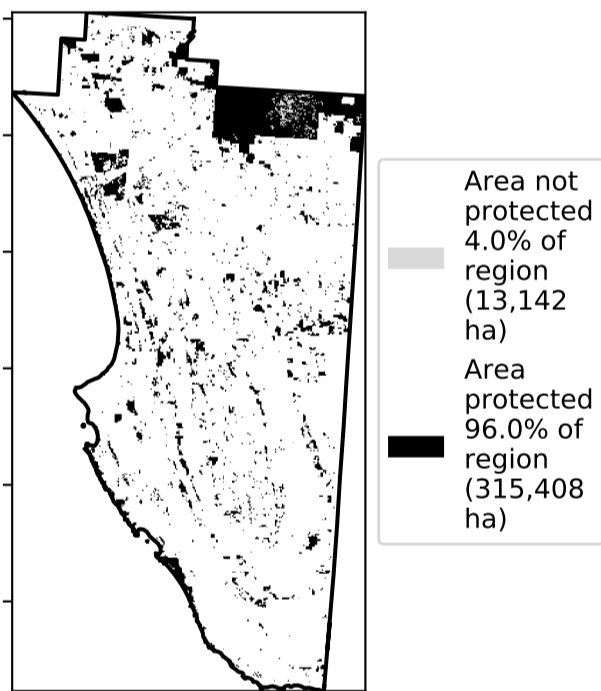 Area not
protected
4.0% of
region
(13,142
ha)
Area
protected
96.0% of
region
(315,408
ha)